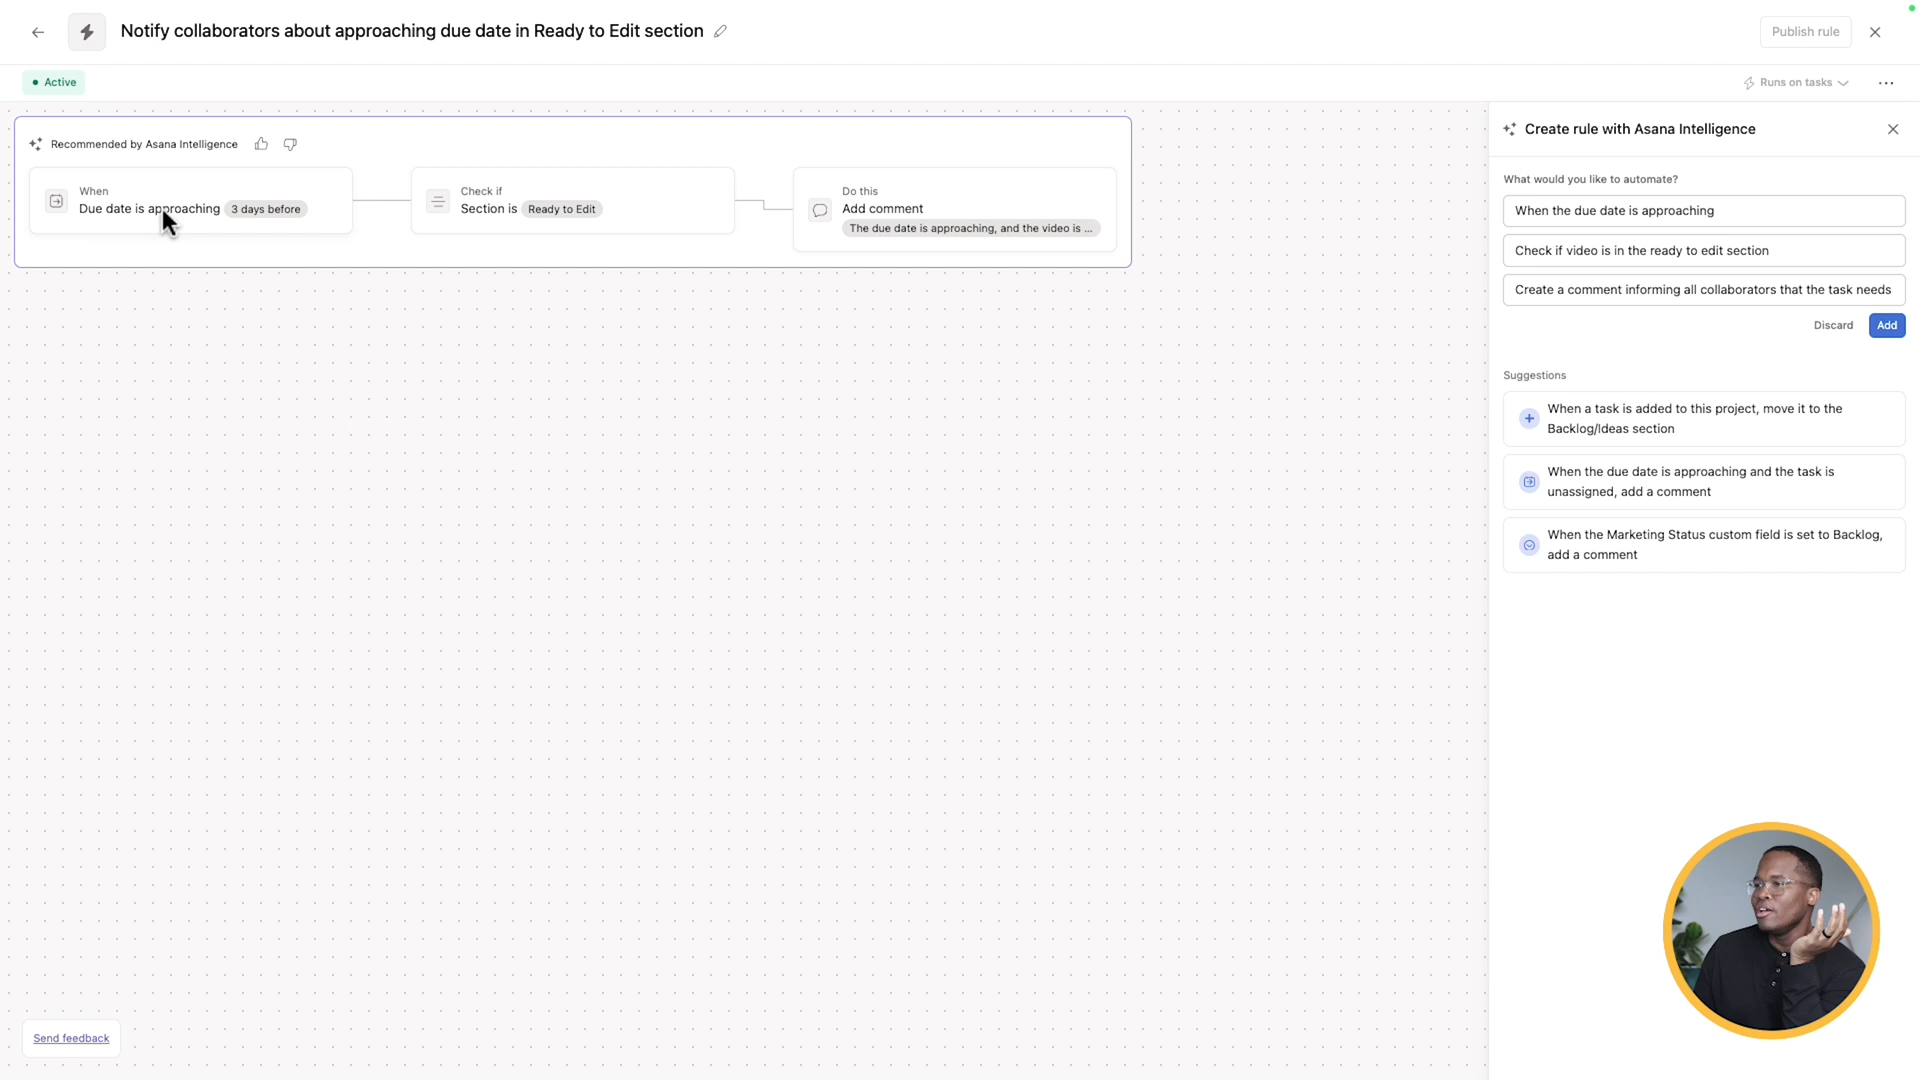 Notify collaborators about approaching due date in Ready to Edit section
Publish rule
Active
Runs on tasks
Recommended by Asana Intelligence
When
Due date is approaching 3 days before
Check if
Section is Ready to Edit
Do this
Add comment
The due date is approaching, and the video is ...
Create rule with Asana Intelligence
What would you like to automate?
When the due date is approaching
Check if video is in the ready to edit section
Create a comment informing all collaborators that the task needs
Discard
Add
Suggestions
When a task is added to this project, move it to the
Backlog/Ideas section
When the due date is approaching and the task is
unassigned, add a comment
When the Marketing Status custom field is set to Backlog,
add a comment
Send feedback